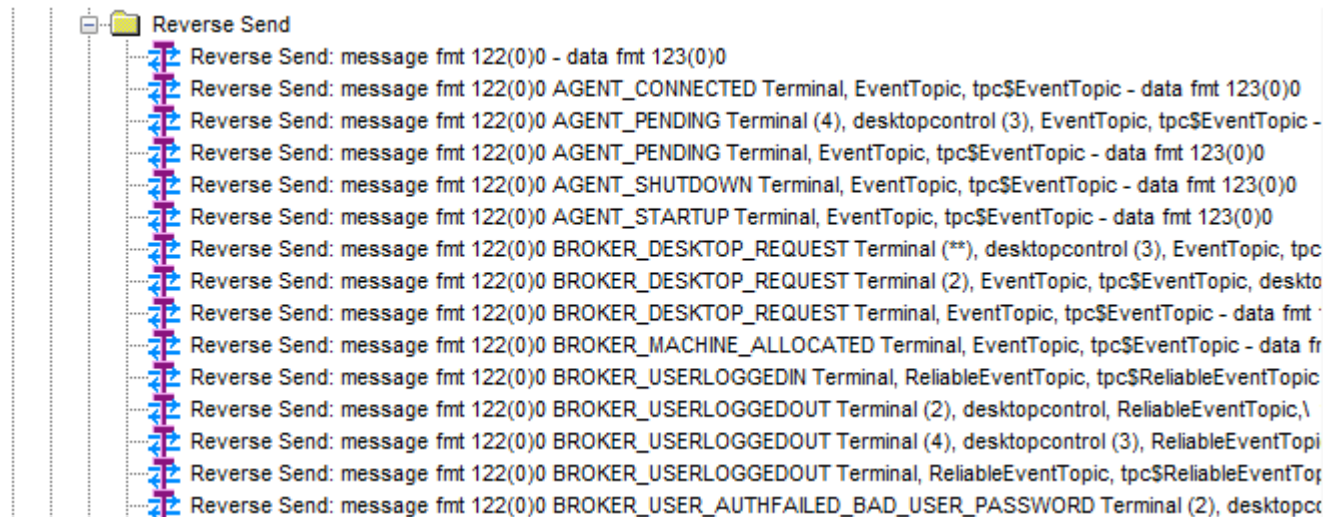 Reverse Send
Reverse Send: message fmt 122(0)0 - data fmt 123(0)0
Reverse Send: message fmt 122(0)0 AGENT_CONNECTED Terminal, EventTopic, tpc$EventTopic - data fmt 123(0)0
Reverse Send: message fmt 122(0)0 AGENT_PENDING Terminal (4), desktopcontrol (3), EventTopic, tpc$EventTopic -
Reverse Send: message fmt 122(0)0 AGENT_PENDING Terminal, EventTopic, tpc$EventTopic - data fmt 123(0)0
Reverse Send: message fmt 122(0)0 AGENT_SHUTDOWN Terminal, EventTopic, tpc$EventTopic - data fmt 123(0)0
Reverse Send: message fmt 122(0)0 AGENT_STARTUP Terminal, EventTopic, tpc$EventTopic - data fmt 123(0)0
Reverse Send: message fmt 122(0)0 BROKER_DESKTOP_REQUEST Terminal (**), desktopcontrol (3), EventTopic, tpc
Reverse Send: message fmt 122(0)0 BROKER_DESKTOP_REQUEST Terminal (2), EventTopic, tpc$EventTopic, deskto
Reverse Send: message fmt 122(0)0 BROKER_DESKTOP_REQUEST Terminal, EventTopic, tpc$EventTopic - data fmt
Reverse Send: message fmt 122(0)0 BROKER_MACHINE_ALLOCATED Terminal, EventTopic, tpc$EventTopic - data fr
Reverse Send: message fmt 122(0)0 BROKER_USERLOGGEDIN Terminal, ReliableEventTopic, tpc$ReliableEventTopic
Reverse Send: message fmt 122(0)0 BROKER_USERLOGGEDOUT Terminal (2), desktopcontrol, ReliableEventTopic,\
Reverse Send: message fmt 122(0)0 BROKER_USERLOGGEDOUT Terminal (4), desktopcontrol (3), ReliableEventTopi
Reverse Send: message fmt 122(0)0 BROKER_USERLOGGEDOUT Terminal, ReliableEventTopic, tpc$ReliableEventTop
Reverse Send: message fmt 122(0)0 BROKER_USER_AUTHFAILED_BAD_USER_PASSWORD Terminal (2), desktopco